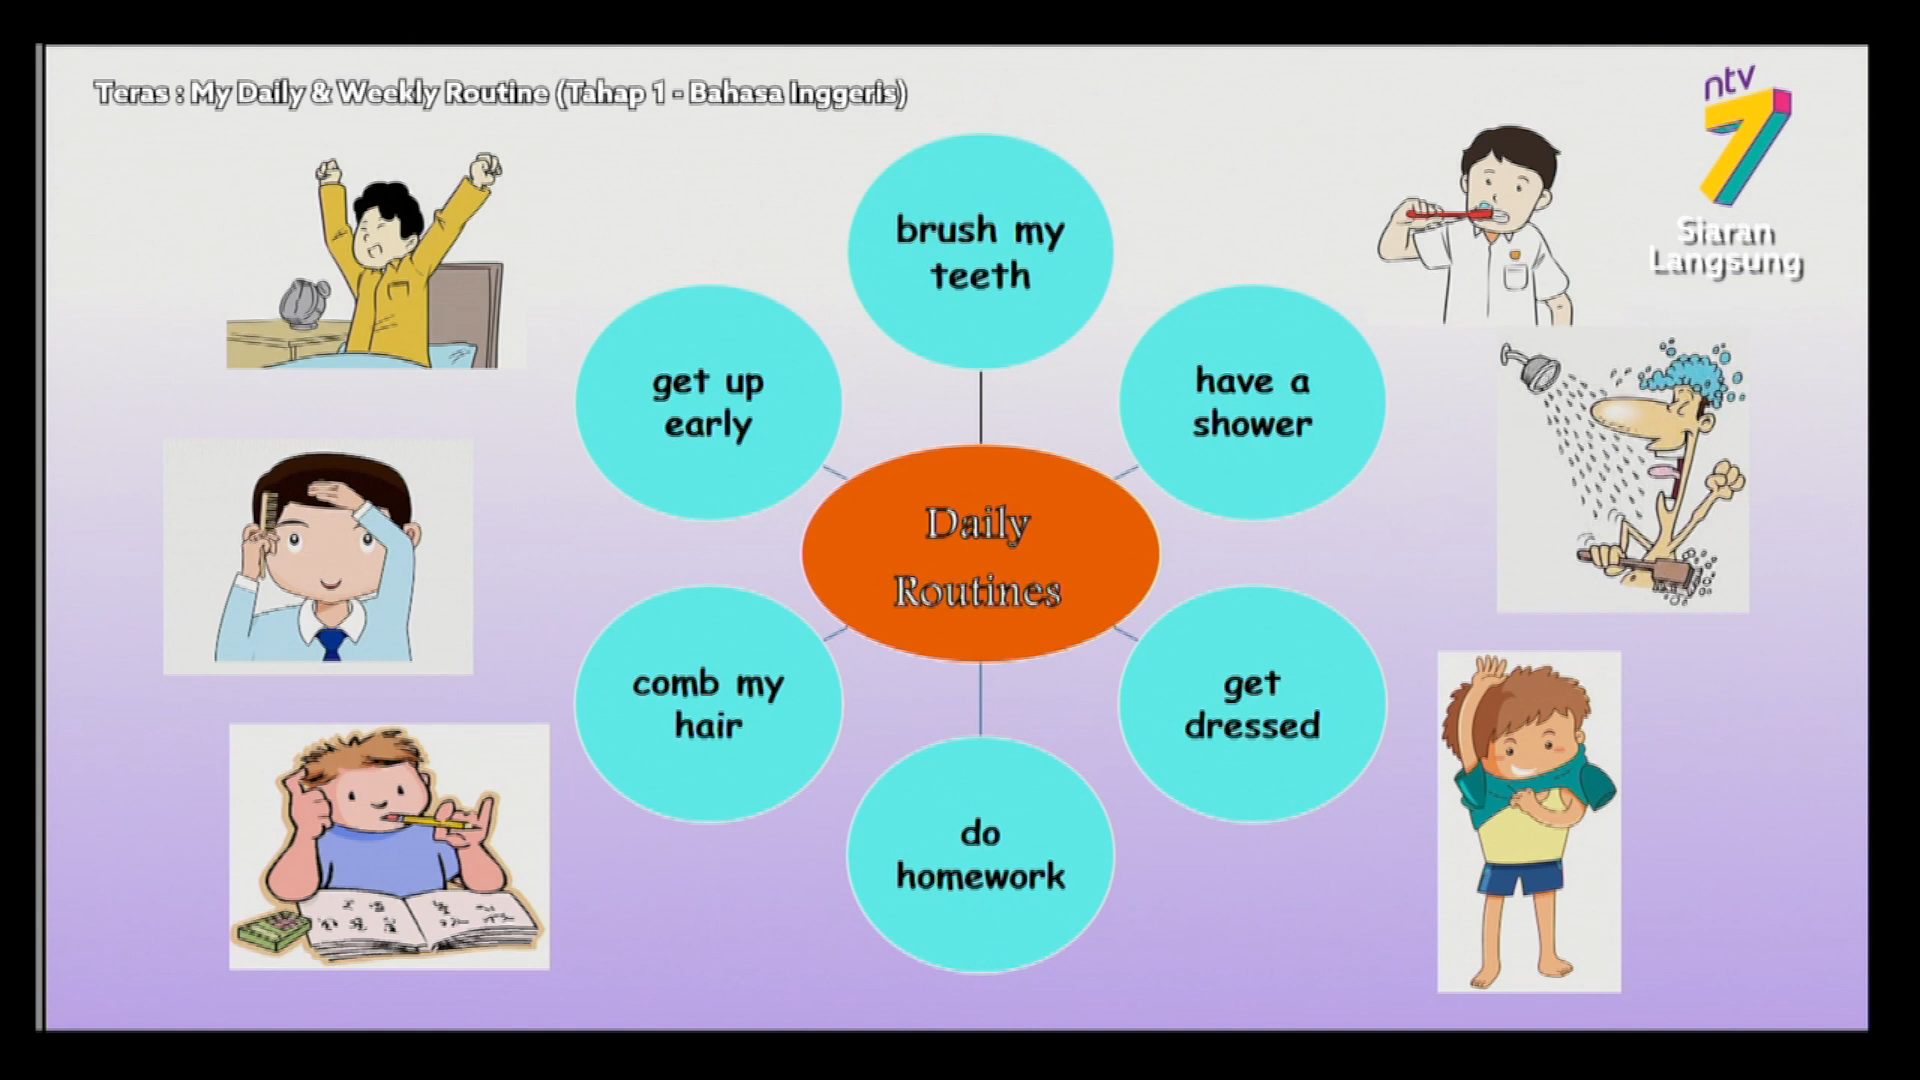 Teras : My Daily & Weekly Routine (Tahap 1 - Bahasa Inggeris)
ntv
7
Siaran
Langsung
brush my
teeth
get up
early
have a
shower
Daily
Routines
comb my
hair
get
dressed
do
homework